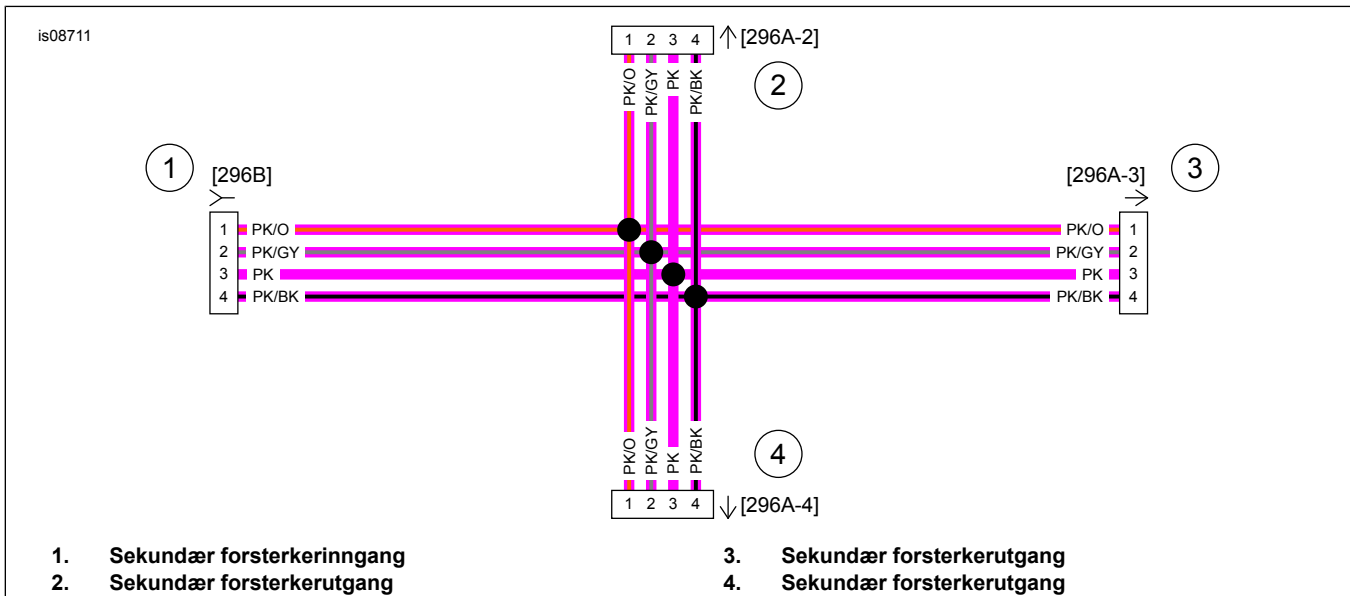 is08711
1 2 3 4 [296A-2]
PK/O PK/GY PK PK/BK
2
1 [296B]
[296A-3] 3
1 PK/O PK/O 1
2 PK/GY PK/GY 2
3 PK PK 3
4 PK/BK PK/BK 4
PK/O PK/GY PK PK/BK
4
1 2 3 4 [296A-4]
1. Sekundær forsterkerinngang
2. Sekundær forsterkerutgang
3. Sekundær forsterkerutgang
4. Sekundær forsterkerutgang